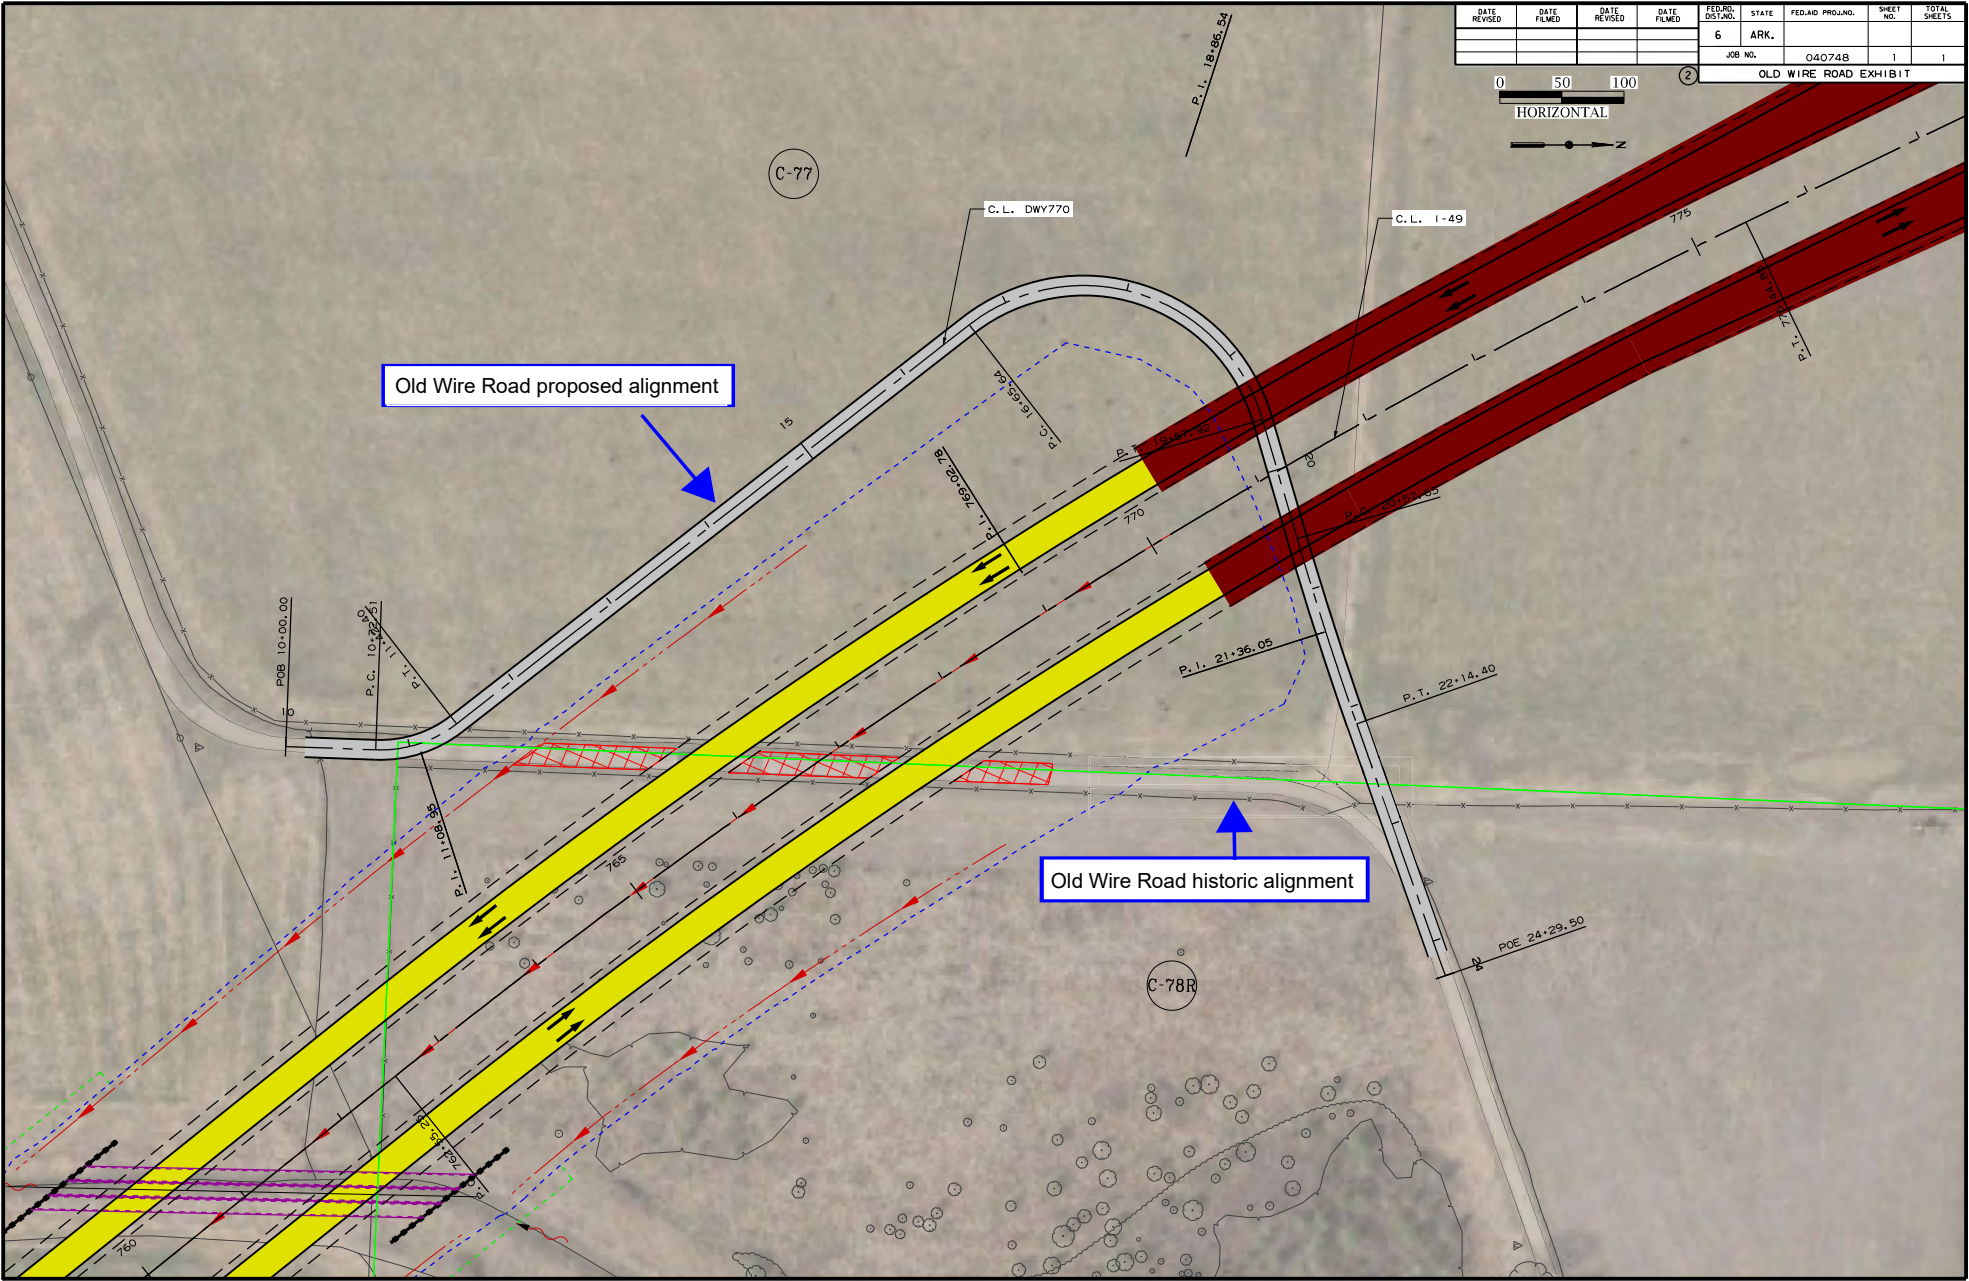 DATE REVISED
DATE FILMED
DATE REVISED
DATE FILMED
FED.RD. DIST.NO.
STATE
FED.AID PROJ.NO.
SHEET NO.
TOTAL SHEETS
6
ARK.
JOB NO.
040748
1
1
2
OLD WIRE ROAD EXHIBIT
0 50 100
HORIZONTAL
N
P.I. 18+86.54
C-77
C.L. DWY770
C.L. I-49
775
P.T.
Old Wire Road proposed alignment
P.C. 16+65.64
15
P.I. 769+02.78
770
20
P.C.
P.I. 21+36.05
P.T. 22+14.40
POB 10+00.00
P.C. 10+72.51
P.T.
10
P.I. 11+08.95
765
Old Wire Road historic alignment
C-78R
POE 24+29.50
24
760